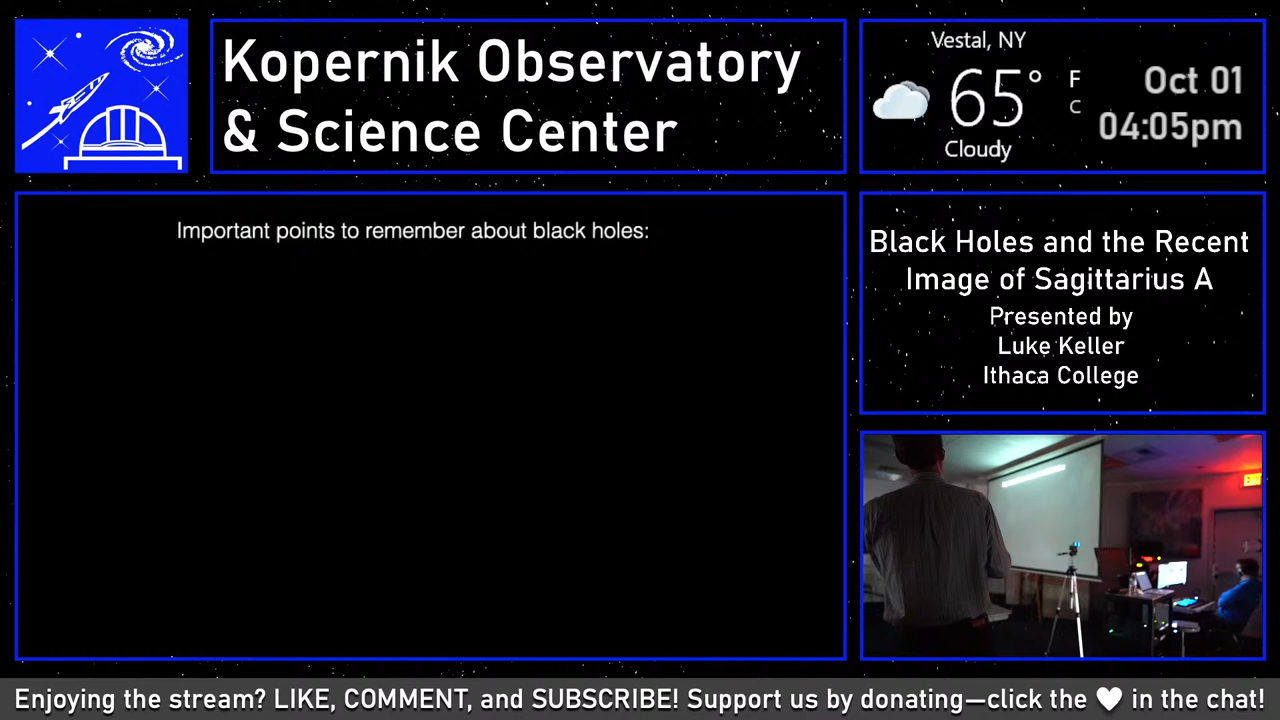 Kopernik Observatory
& Science Center
Vestal, NY
65° F
C
Cloudy
Oct 01
04:05pm
Important points to remember about black holes:
Black Holes and the Recent
Image of Sagittarius A
Presented by
Luke Keller
Ithaca College
Enjoying the stream? LIKE, COMMENT, and SUBSCRIBE! Support us by donating—click the ♥ in the chat!